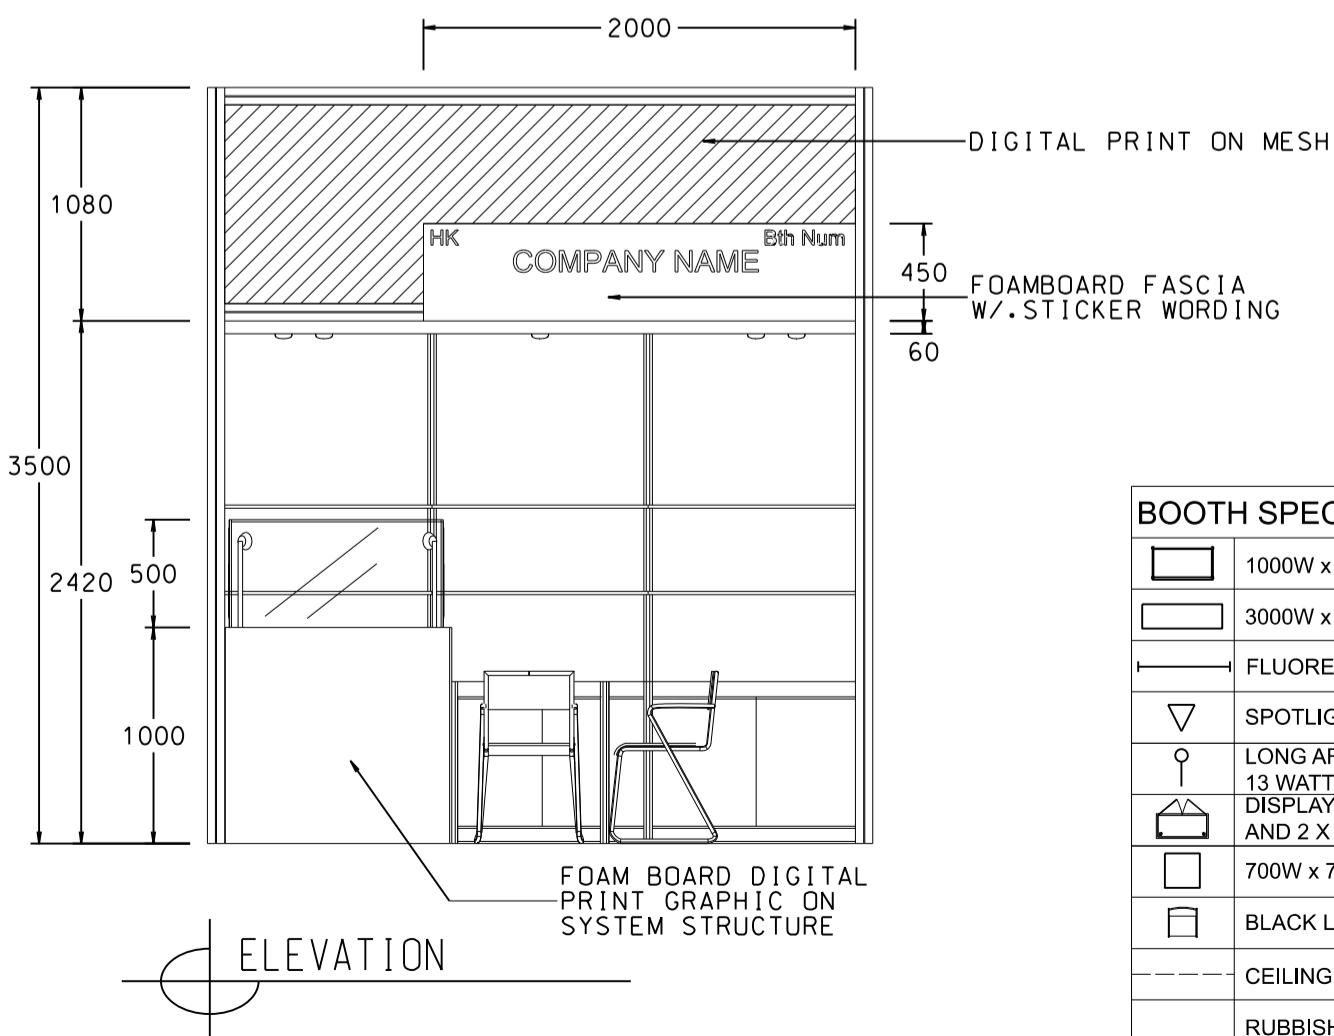 2000
DIGITAL PRINT ON MESH
1080
HK
Bth Num
COMPANY NAME
450
FOAMBOARD FASCIA
W/.STICKER WORDING
60
3500
2420
500
1000
FOAM BOARD DIGITAL
PRINT GRAPHIC ON
SYSTEM STRUCTURE
ELEVATION
BOOTH SPEC
1000W x
3000W x
FLUORE
SPOTLIG
LONG AR
13 WATT
DISPLAY
AND 2 X
700W x 7
BLACK L
CEILING
RUBBISH